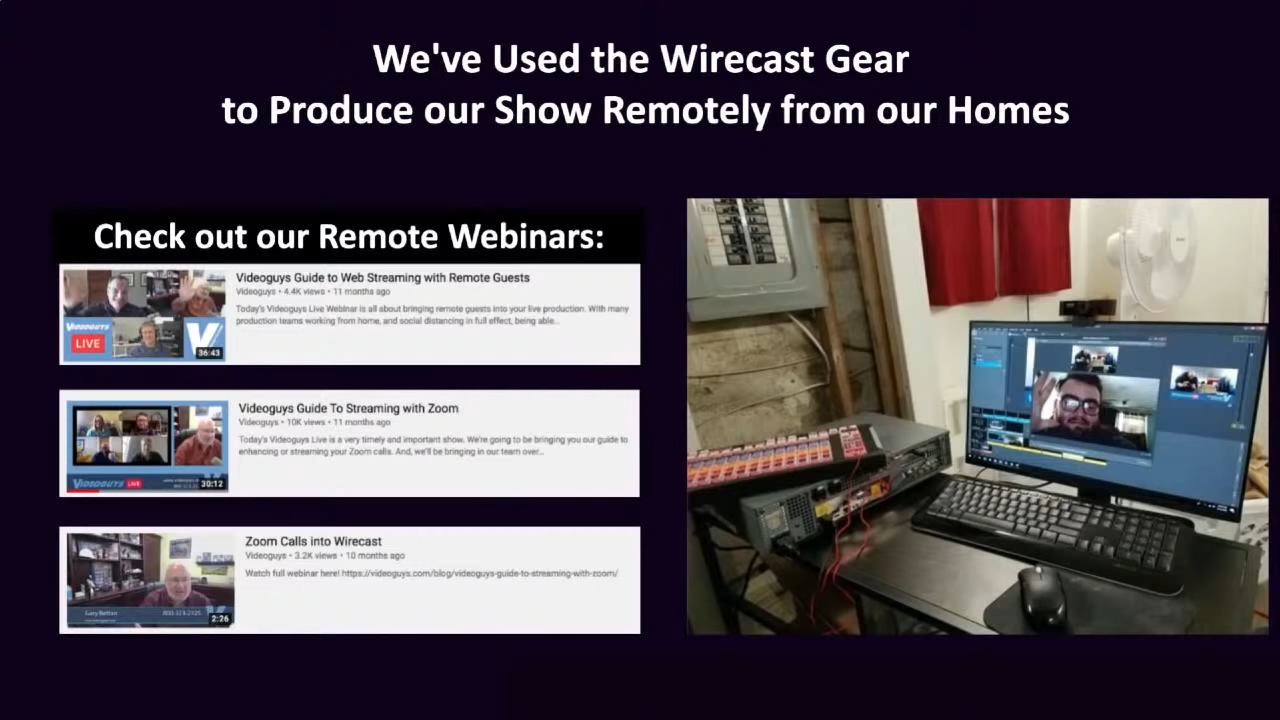 We've Used the Wirecast Gear
to Produce our Show Remotely from our Homes
Check out our Remote Webinars:
Videoguys Guide to Web Streaming with Remote Guests
Videoguys • 4.4K views • 11 months ago
Today's Videoguys Live Webinar is all about bringing remote guests into your live production. With many
production teams working from home, and social distancing in full effect, being able...
VIDEOGUYS
LIVE
36:43
Videoguys Guide To Streaming with Zoom
Videoguys • 10K views • 11 months ago
Today's Videoguys Live is a very timely and important show. We're going to be bringing you our guide to
enhancing or streaming your Zoom calls. And, we'll be bringing in our team over...
VIDEOGUYS LIVE
30:12
Zoom Calls into Wirecast
Videoguys • 3.2K views • 10 months ago
Watch full webinar here! https://videoguys.com/blog/videoguys-guide-to-streaming-with-zoom/
Gary
2:26